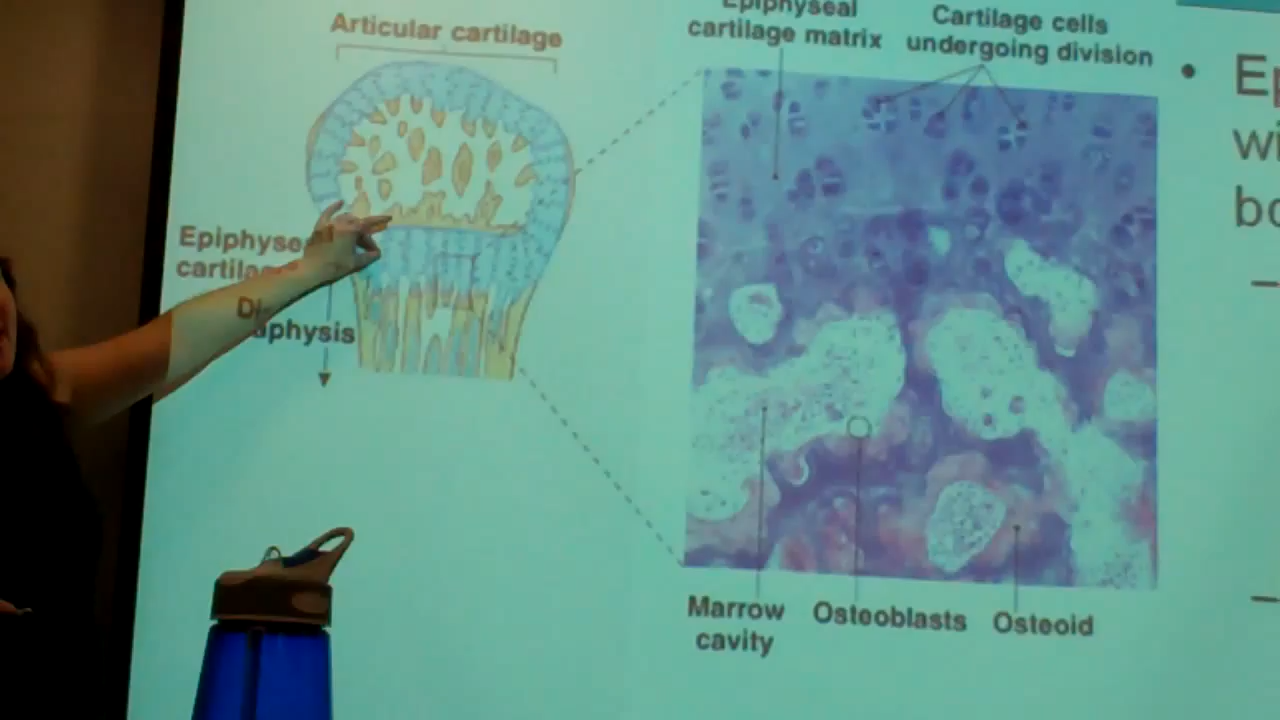 Articular cartilage
Epiphyseal
cartilage matrix
Cartilage cells
undergoing division
Epiphyseal
cartilage
Diaphysis
Marrow
cavity
Osteoblasts
Osteoid
•
–
–